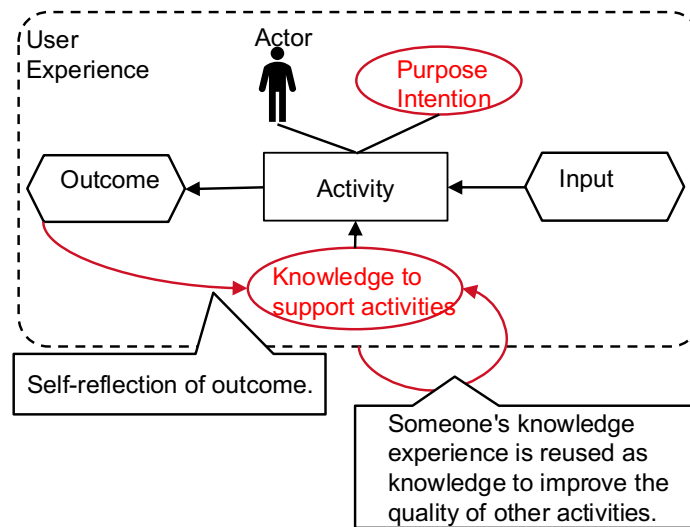 User
Experience
Actor
Purpose
Intention
Outcome
Activity
Input
Knowledge to
support activities
Self-reflection of outcome.
Someone's knowledge
experience is reused as
knowledge to improve the
quality of other activities.